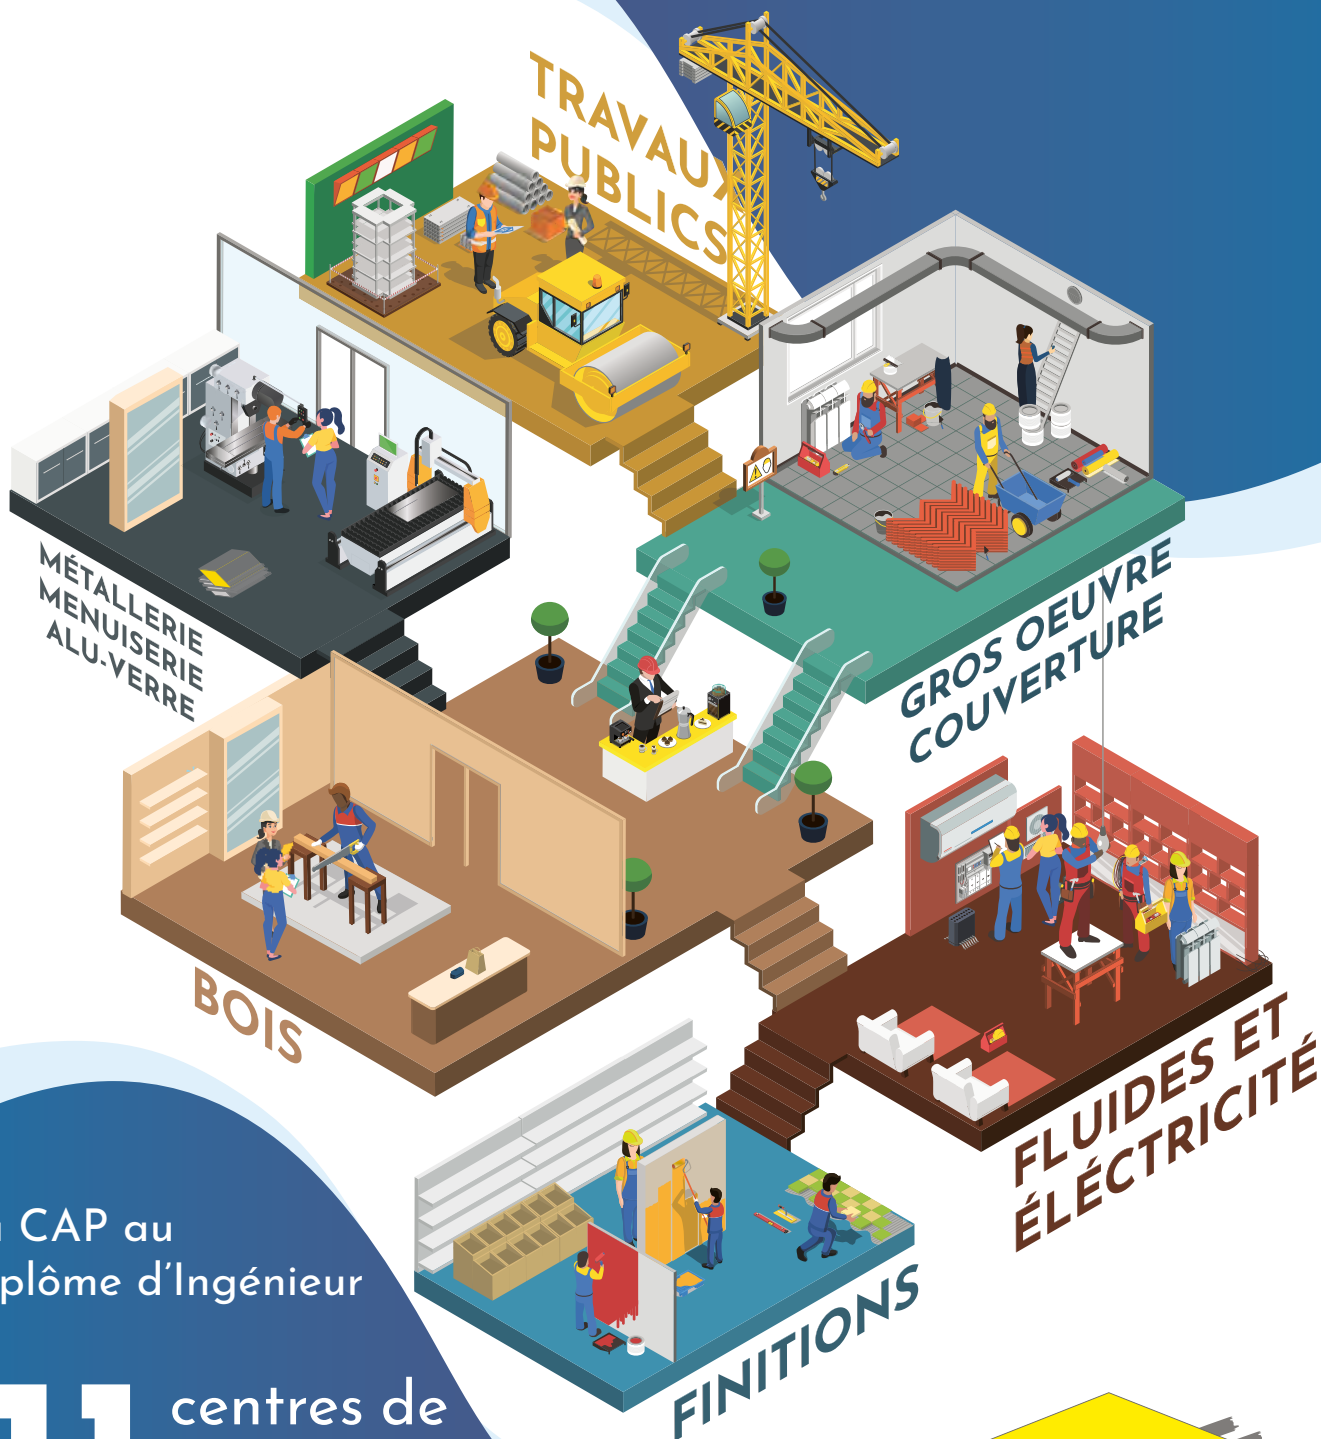 TRAVAUX
PUBLICS
MÉTALLERIE
MENUISERIE
ALU-VERRE
GROS OEUVRE
COUVERTURE
BOIS
FLUIDES ET
ÉLÉCTRICITÉ
FINITIONS
CAP au
plôme d'Ingénieur
centres de